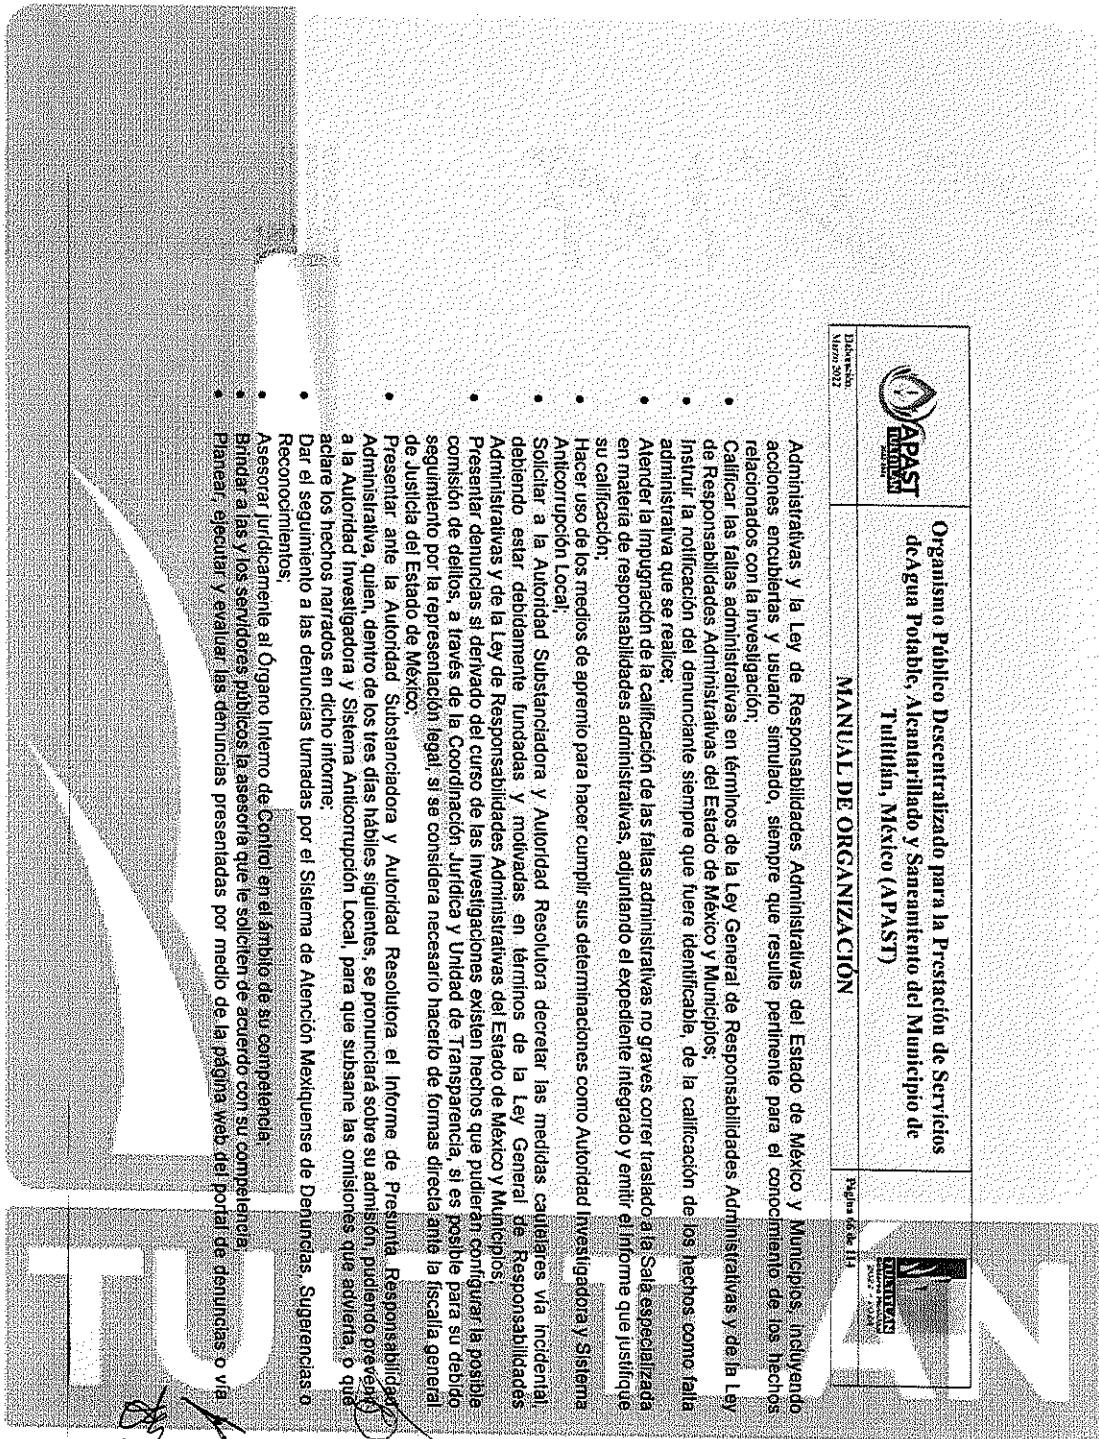 APAST
TULTITLÁN
Organismo Público Descentralizado para la Prestación de Servicios
de Agua Potable, Alcantarillado y Saneamiento del Municipio de
Tultitlán, México (APAST)
TULTITLÁN
Elaboración:
Marzo 2022
MANUAL DE ORGANIZACIÓN
Página 66 de 114
Administrativas y la Ley de Responsabilidades Administrativas del Estado de México y Municipios, incluyendo
acciones encubiertas y usuario simulado, siempre que resulte pertinente para el conocimiento de los hechos
relacionados con la investigación;
• Calificar las faltas administrativas en términos de la Ley General de Responsabilidades Administrativas y de la Ley
de Responsabilidades Administrativas del Estado de México y Municipios;
• Instruir la notificación del denunciante siempre que fuere identificable, de la calificación de los hechos como falta
administrativa que se realice;
• Atender la impugnación de la calificación de las faltas administrativas no graves correr traslado a la Sala especializada
en materia de responsabilidades administrativas, adjuntando el expediente integrado y emitir el informe que justifique
su calificación;
• Hacer uso de los medios de apremio para hacer cumplir sus determinaciones como Autoridad Investigadora y Sistema
Anticorrupción Local;
• Solicitar a la Autoridad Substanciadora y Autoridad Resolutora decretar las medidas cautelares vía incidental,
debiendo estar debidamente fundadas y motivadas en términos de la Ley General de Responsabilidades
Administrativas y de la Ley de Responsabilidades Administrativas del Estado de México y Municipios;
• Presentar denuncias si derivado del curso de las investigaciones existen hechos que pudieran configurar la posible
comisión de delitos, a través de la Coordinación Jurídica y Unidad de Transparencia, si es posible para su debido
seguimiento por la representación legal, si se considera necesario hacerlo de formas directa ante la fiscalía general
de Justicia del Estado de México;
• Presentar ante la Autoridad Substanciadora y Autoridad Resolutora el Informe de Presunta Responsabilidad
Administrativa, quien, dentro de los tres días hábiles siguientes, se pronunciará sobre su admisión, pudiendo prevenir
a la Autoridad Investigadora y Sistema Anticorrupción Local, para que subsane las omisiones que advierta, o que
aclare los hechos narrados en dicho informe;
• Dar el seguimiento a las denuncias turnadas por el Sistema de Atención Mexiquense de Denuncias, Sugerencias o
Reconocimientos;
• Asesorar jurídicamente al Órgano Interno de Control en el ámbito de su competencia;
• Brindar a las y los servidores públicos la asesoría que le soliciten de acuerdo con su competencia;
• Planear, ejecutar y evaluar las denuncias presentadas por medio de la página web del portal de denuncias o vía
TULTITLÁN